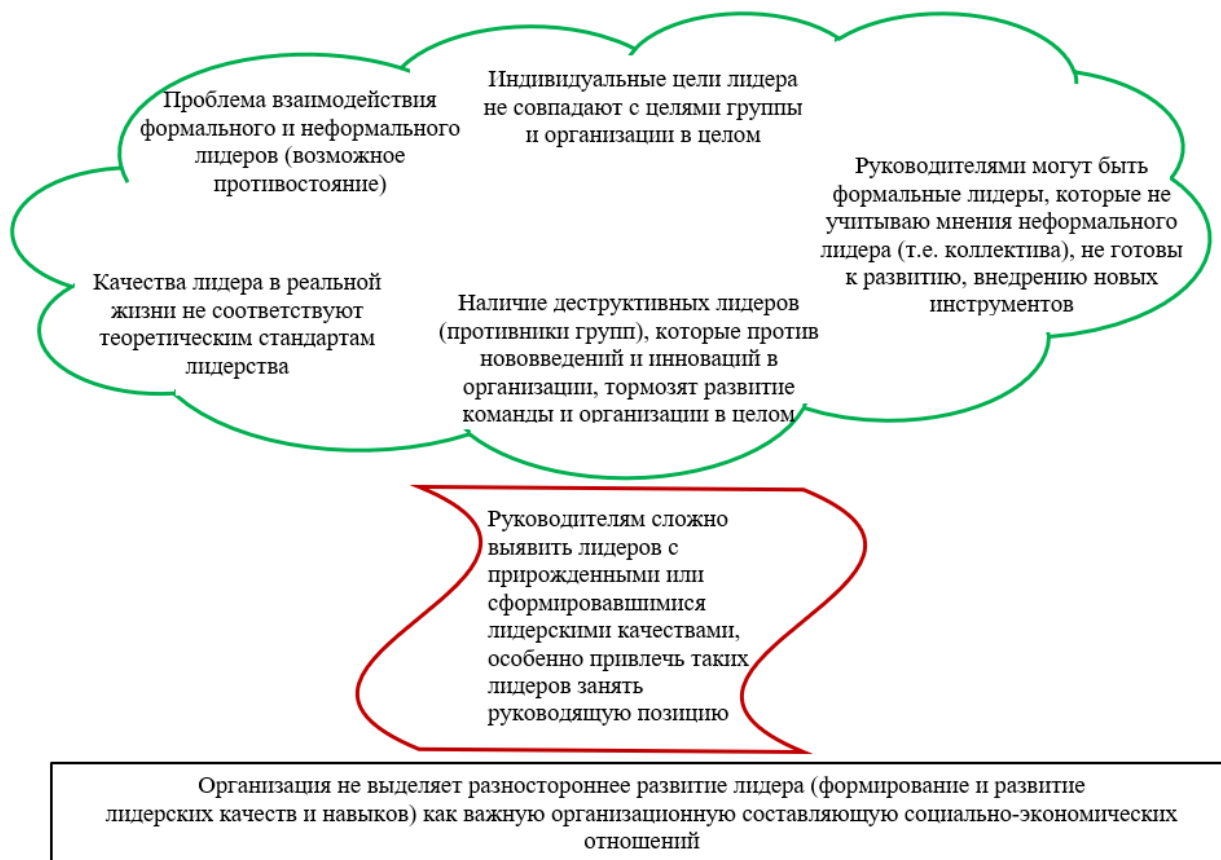 Проблема взаимодействия
формального и неформального
лидеров (возможное
противостояние)
Индивидуальные цели лидера
не совпадают с целями группы
и организации в целом
Руководителями могут быть
формальные лидеры, которые не
учитываю мнения неформального
лидера (т.е. коллектива), не готовы
к развитию, внедрению новых
инструментов
Качества лидера в реальной
жизни не соответствуют
теоретическим стандартам
лидерства
Наличие деструктивных лидеров
(противники групп), которые против
нововведений и инноваций в
организации, тормозят развитие
команды и организации в целом
Руководителям сложно
выявить лидеров с
прирожденными или
сформировавшимися
лидерскими качествами,
особенно привлечь таких
лидеров занять
руководящую позицию
Организация не выделяет разностороннее развитие лидера (формирование и развитие
лидерских качеств и навыков) как важную организационную составляющую социально-экономических
отношений